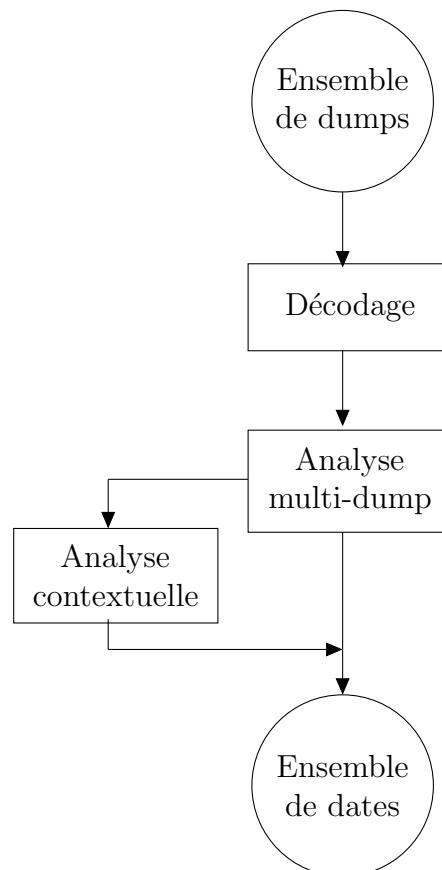 Ensemble
de dumps
Décodage
Analyse
multi-dump
Analyse
contextuelle
Ensemble
de dates